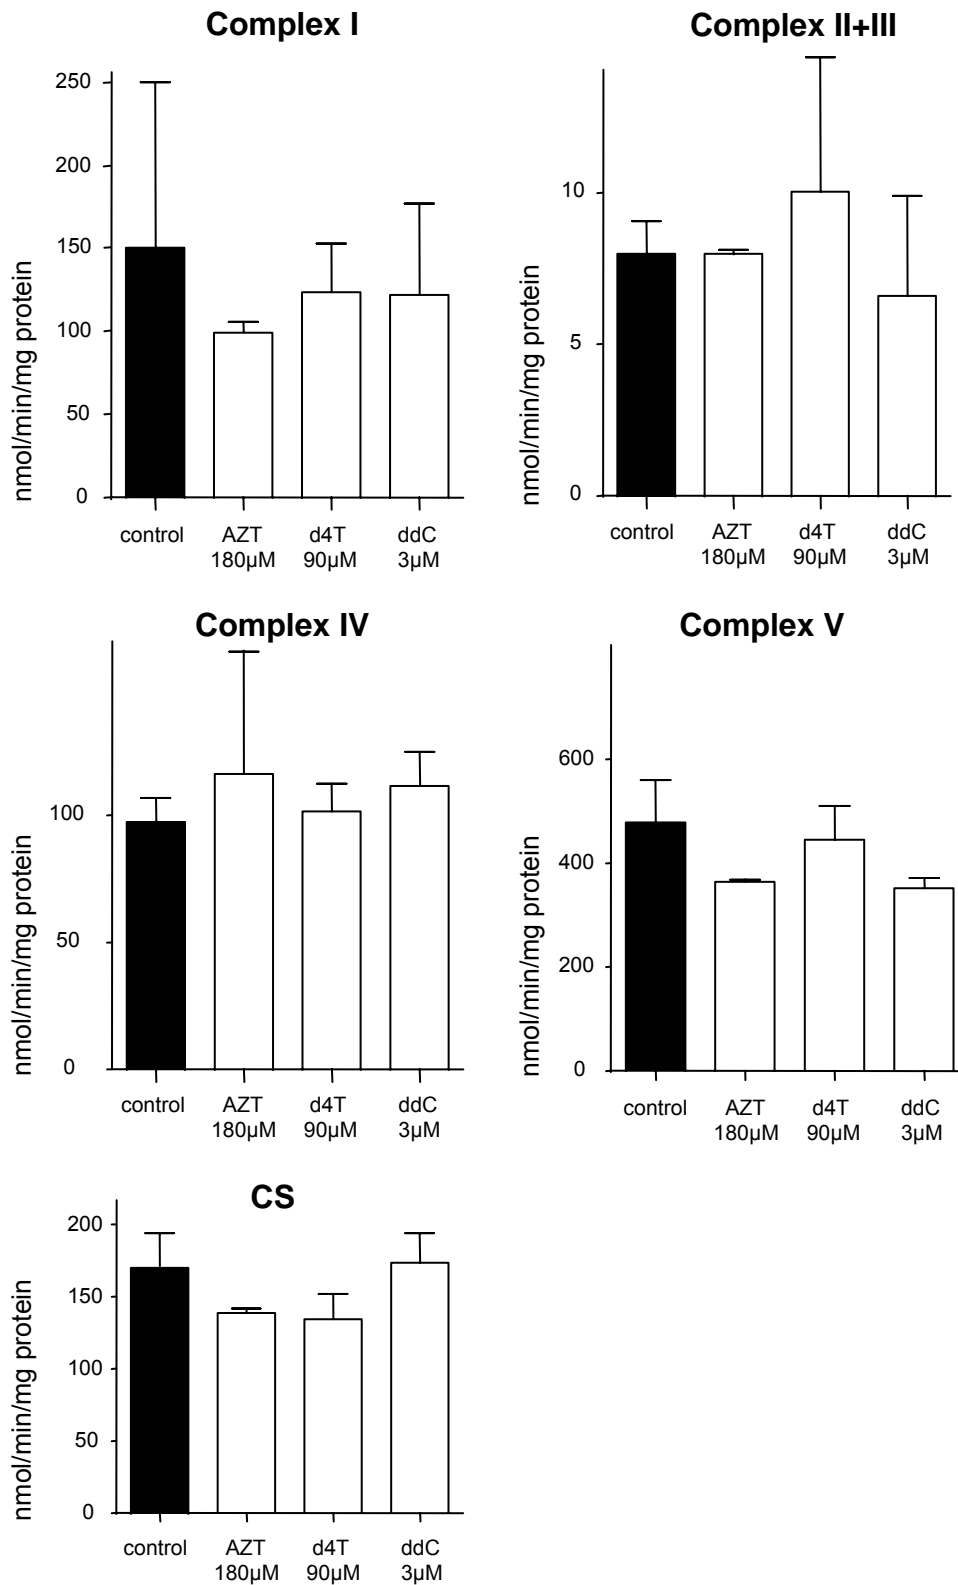 Complex I
nmol/min/mg protein
250
200
150
100
50
0
control AZT d4T ddC
180µM 90µM 3µM
Complex II+III
nmol/min/mg protein
10
5
0
control AZT d4T ddC
180µM 90µM 3µM
Complex IV
nmol/min/mg protein
100
50
0
control AZT d4T ddC
180µM 90µM 3µM
Complex V
nmol/min/mg protein
600
400
200
0
control AZT d4T ddC
180µM 90µM 3µM
CS
nmol/min/mg protein
200
150
100
50
0
control AZT d4T ddC
180µM 90µM 3µM